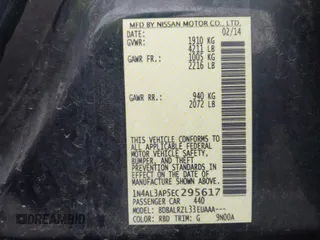 MFD. BY NISSAN MOTOR CO., LTD.
DATE: 02/14
GVWR: 1910 KG
4211 LB
GAWR FR.: 1005 KG
2216 LB
GAWR RR.: 940 KG
2072 LB
THIS VEHICLE CONFORMS TO
ALL APPLICABLE U.S. FEDERAL
MOTOR VEHICLE SAFETY, BUMPER,
AND THEFT PREVENTION STANDARDS
IN EFFECT ON THE DATE OF
MANUFACTURE SHOWN ABOVE.
1N4AL3AP5EC295617
PASSENGER CAR 440
MODEL: BDBALRZL33EUAAA---
COLOR: RBD TRIM: G 9N00A
DREAMBID